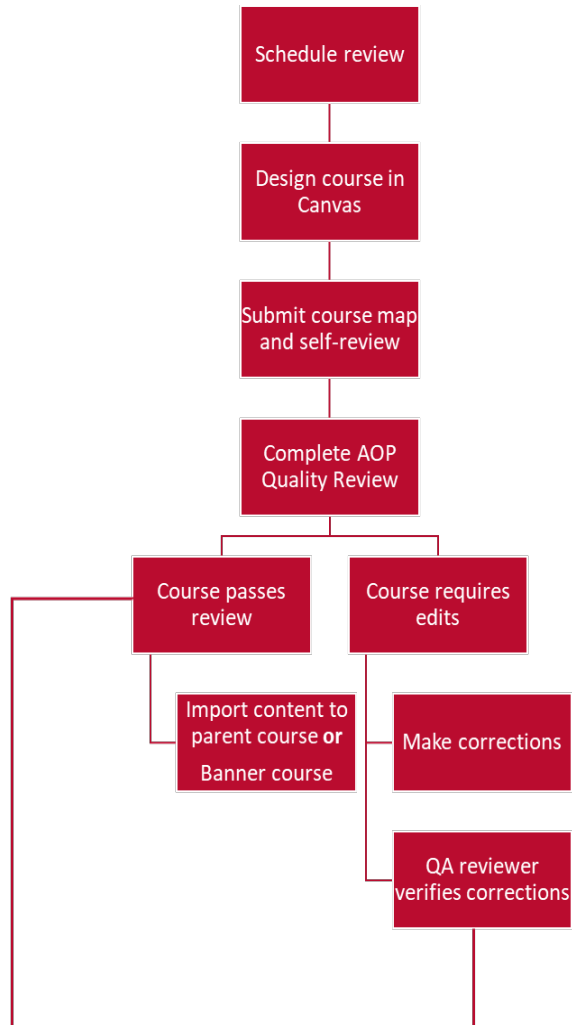 Schedule review
Design course in
Canvas
Submit course map
and self-review
Complete AOP
Quality Review
Course passes
review
Course requires
edits
Import content to
parent course or
Banner course
Make corrections
QA reviewer
verifies corrections